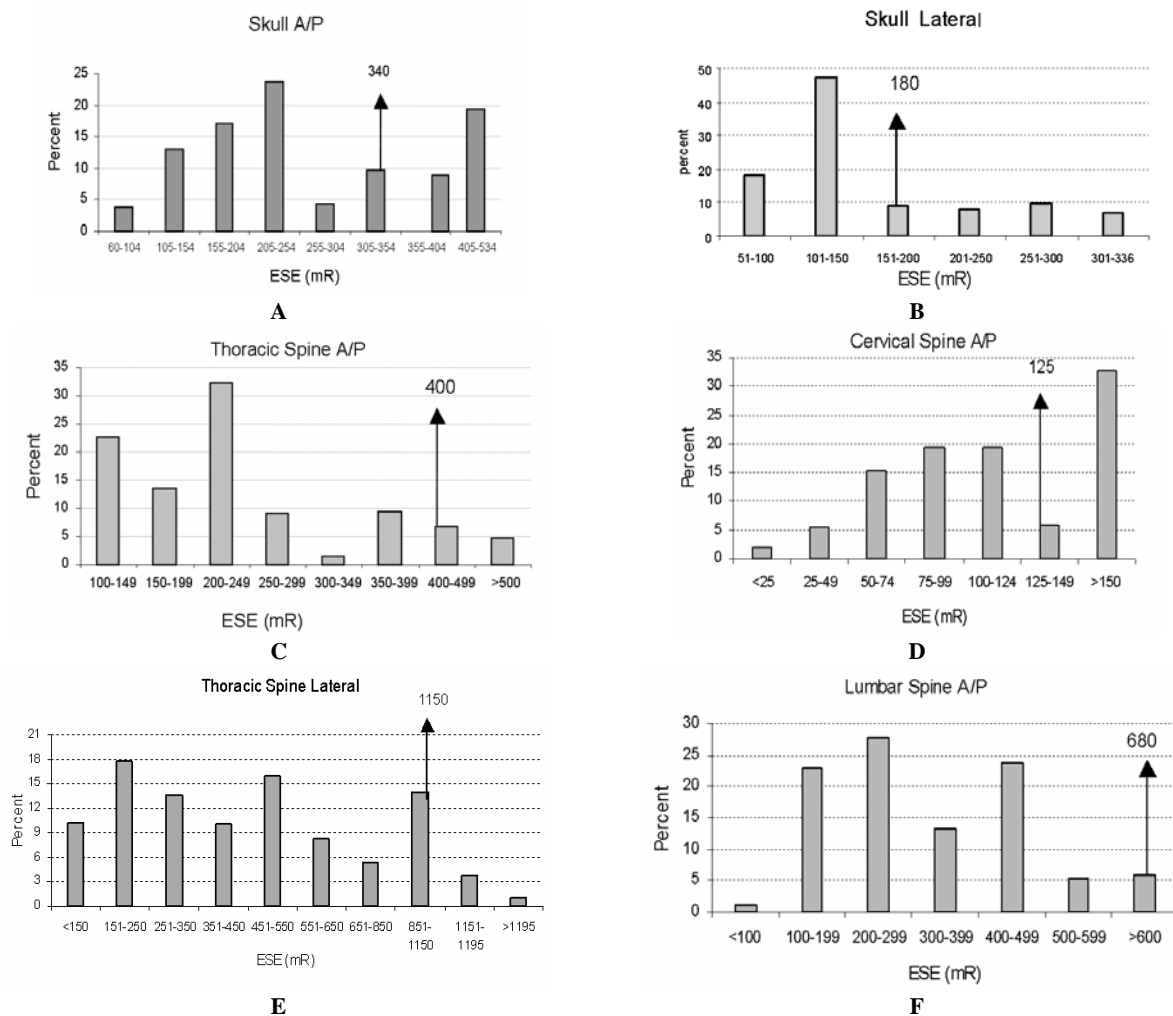 Skull A/P
340
25
20
15
10
5
0
Percent
60-104 105-154 155-204 205-254 255-304 305-354 355-404 405-534
ESE (mR)
A
Skull Lateral
180
50
40
30
20
10
0
percent
51-100 101-150 151-200 201-250 251-300 301-336
ESE (mR)
B
Thoracic Spine A/P
400
35
30
25
20
15
10
5
0
Percent
100-149 150-199 200-249 250-299 300-349 350-399 400-499 >500
ESE (mR)
C
Cervical Spine A/P
125
35
30
25
20
15
10
5
0
Percent
<25 25-49 50-74 75-99 100-124 125-149 >150
ESE (mR)
D
Thoracic Spine Lateral
1150
21
18
15
12
9
6
3
0
Percent
<150 151-250 251-350 351-450 451-550 551-650 651-850 851- 1151- >1195
1150 1195
ESE (mR)
E
Lumbar Spine A/P
680
30
25
20
15
10
5
0
Percent
<100 100-199 200-299 300-399 400-499 500-599 >600
ESE (mR)
F